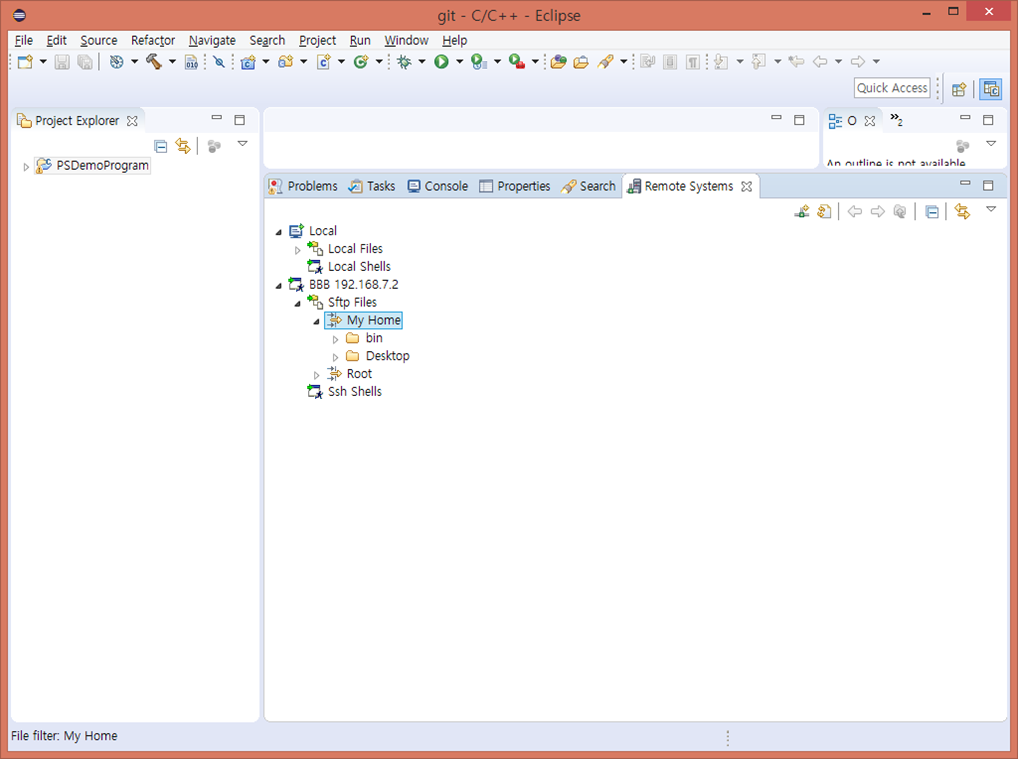 git - C/C++ - Eclipse
File Edit Source Refactor Navigate Search Project Run Window Help
010
Quick Access
Project Explorer
O
2
PSDemoProgram
An outline is not available.
Problems Tasks Console Properties Search Remote Systems
Local
Local Files
Local Shells
BBB 192.168.7.2
Sftp Files
My Home
bin
Desktop
Root
Ssh Shells
File filter: My Home